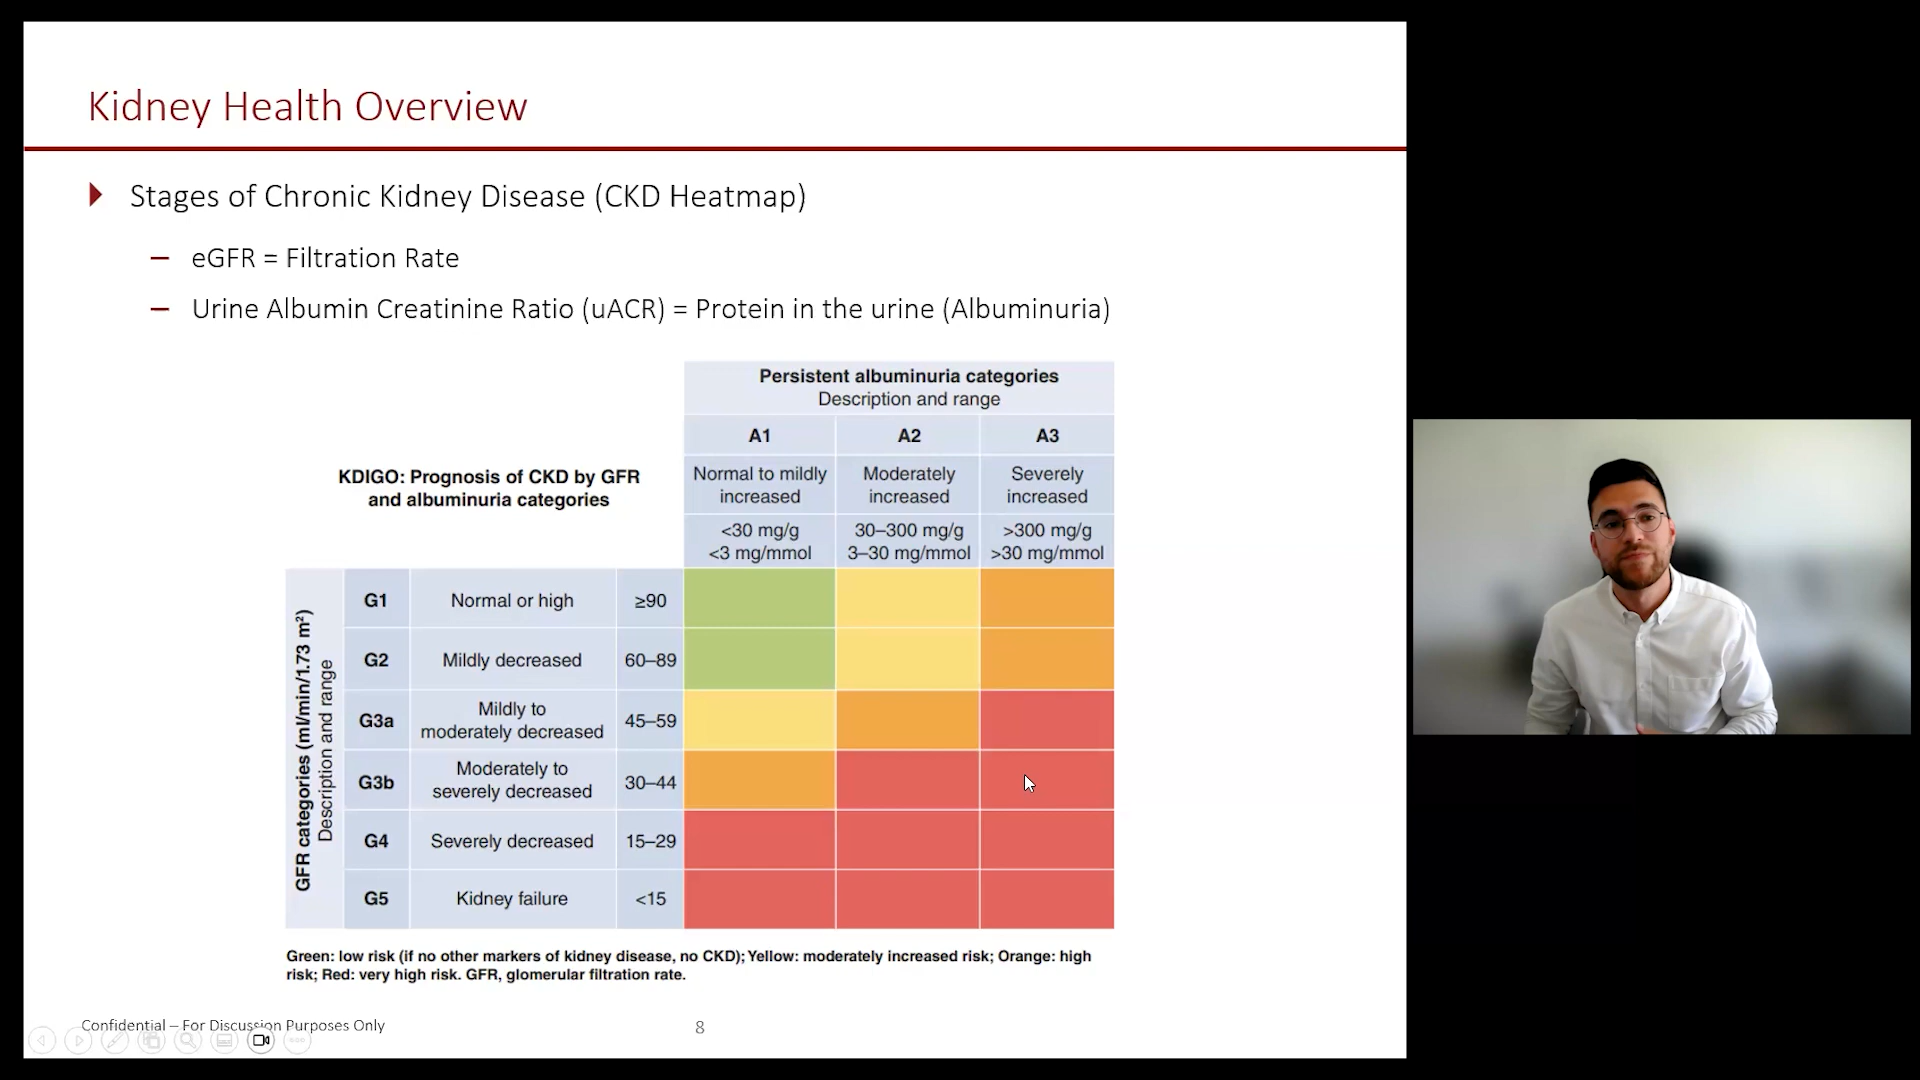 Kidney Health Overview
Stages of Chronic Kidney Disease (CKD Heatmap)
– eGFR = Filtration Rate
– Urine Albumin Creatinine Ratio (uACR) = Protein in the urine (Albuminuria)
Persistent albuminuria categories
Description and range
A1 A2 A3
KDIGO: Prognosis of CKD by GFR
and albuminuria categories
Normal to mildly
increased
Moderately
increased
Severely
increased
<30 mg/g
<3 mg/mmol
30–300 mg/g
3–30 mg/mmol
>300 mg/g
>30 mg/mmol
GFR categories (ml/min/1.73 m²)
Description and range
G1 Normal or high ≥90
G2 Mildly decreased 60–89
G3a Mildly to
moderately decreased 45–59
G3b Moderately to
severely decreased 30–44
G4 Severely decreased 15–29
G5 Kidney failure <15
Green: low risk (if no other markers of kidney disease, no CKD); Yellow: moderately increased risk; Orange: high
risk; Red: very high risk. GFR, glomerular filtration rate.
Confidential – For Discussion Purposes Only
8